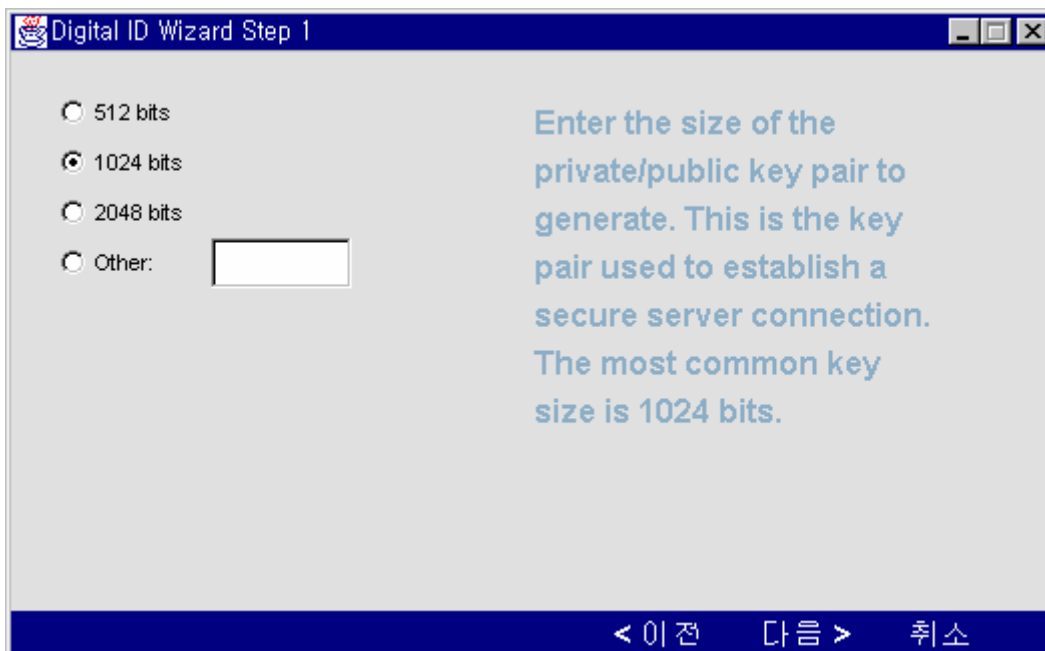 Digital ID Wizard Step 1
512 bits
1024 bits
2048 bits
Other:
Enter the size of the
private/public key pair to
generate. This is the key
pair used to establish a
secure server connection.
The most common key
size is 1024 bits.
< 이전 다음 > 취소